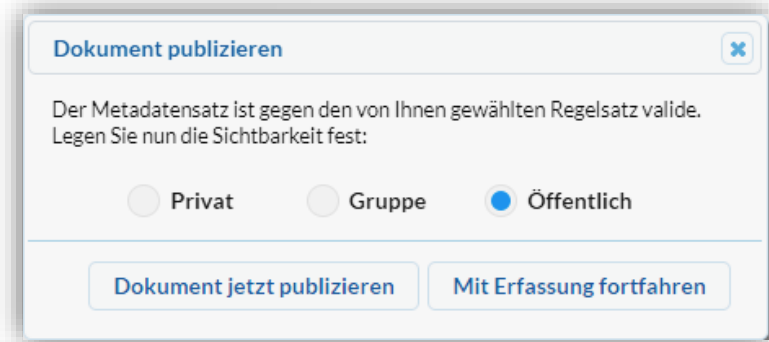 Dokument publizieren
Der Metadatensatz ist gegen den von Ihnen gewählten Regelsatz valide.
Legen Sie nun die Sichtbarkeit fest:
Privat Gruppe Öffentlich
Dokument jetzt publizieren Mit Erfassung fortfahren